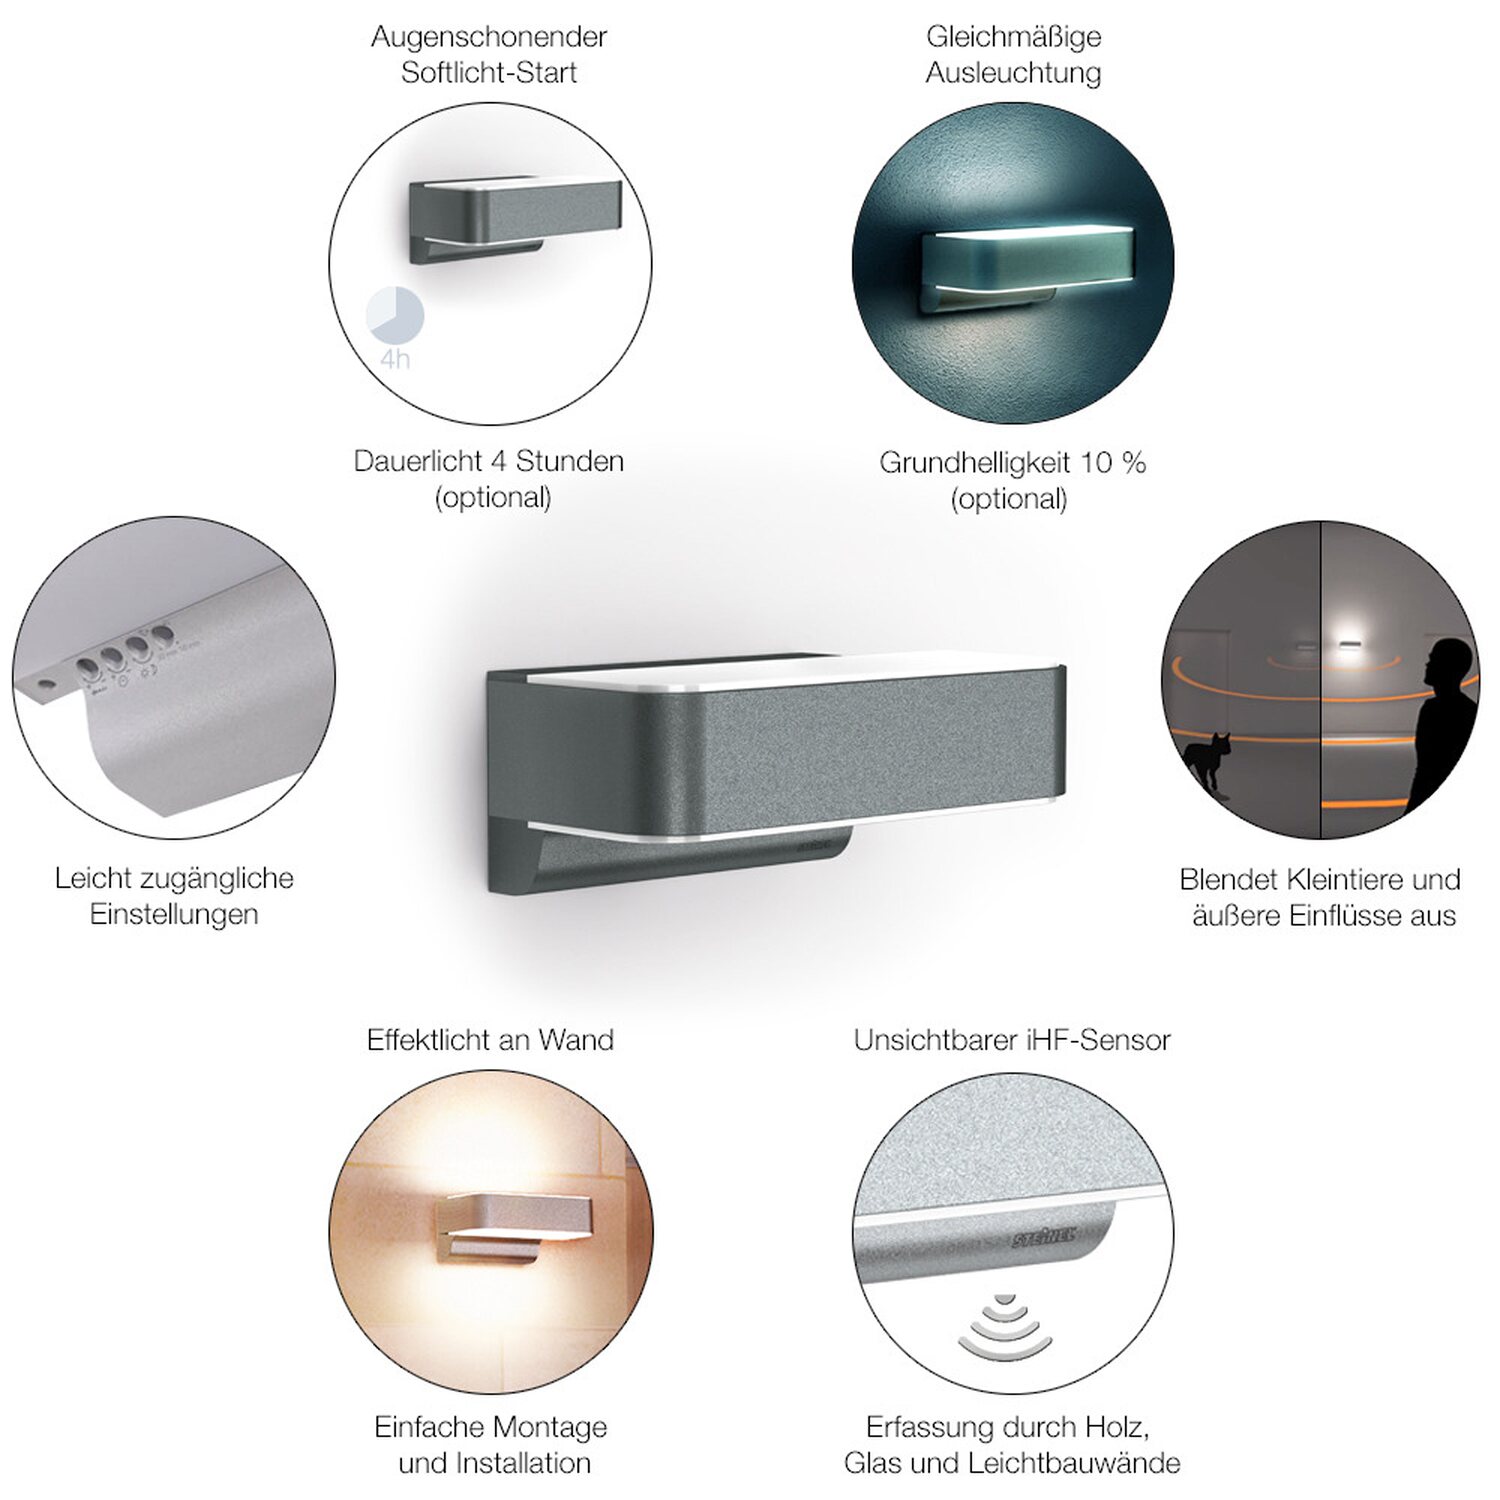 Augenschonender
Softlicht-Start
4h
Dauerlicht 4 Stunden
(optional)
Gleichmäßige
Ausleuchtung
Grundhelligkeit 10 %
(optional)
Leicht zugängliche
Einstellungen
Blendet Kleintiere und
äußere Einflüsse aus
Effektlicht an Wand
Einfache Montage
und Installation
Unsichtbarer iHF-Sensor
STEINEL
Erfassung durch Holz,
Glas und Leichtbauwände